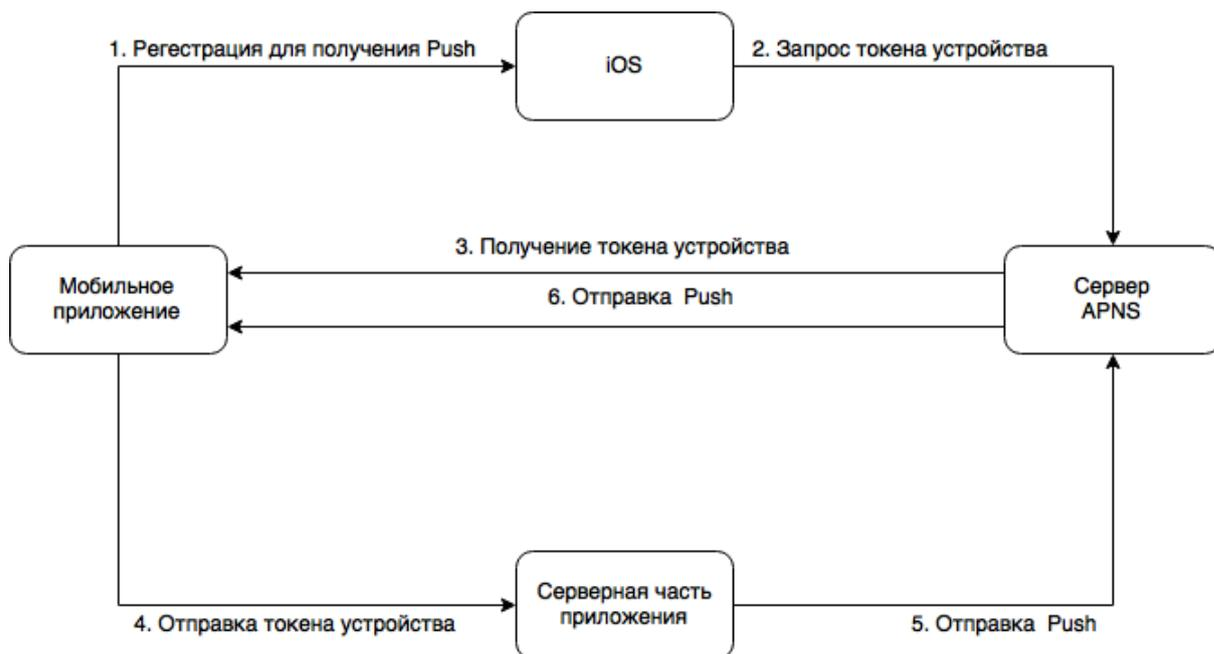 1. Регестрация для получения Push
iOS
2. Запрос токена устройства
3. Получение токена устройства
Мобильное
приложение
6. Отправка Push
Сервер
APNS
Серверная часть
приложения
4. Отправка токена устройства
5. Отправка Push